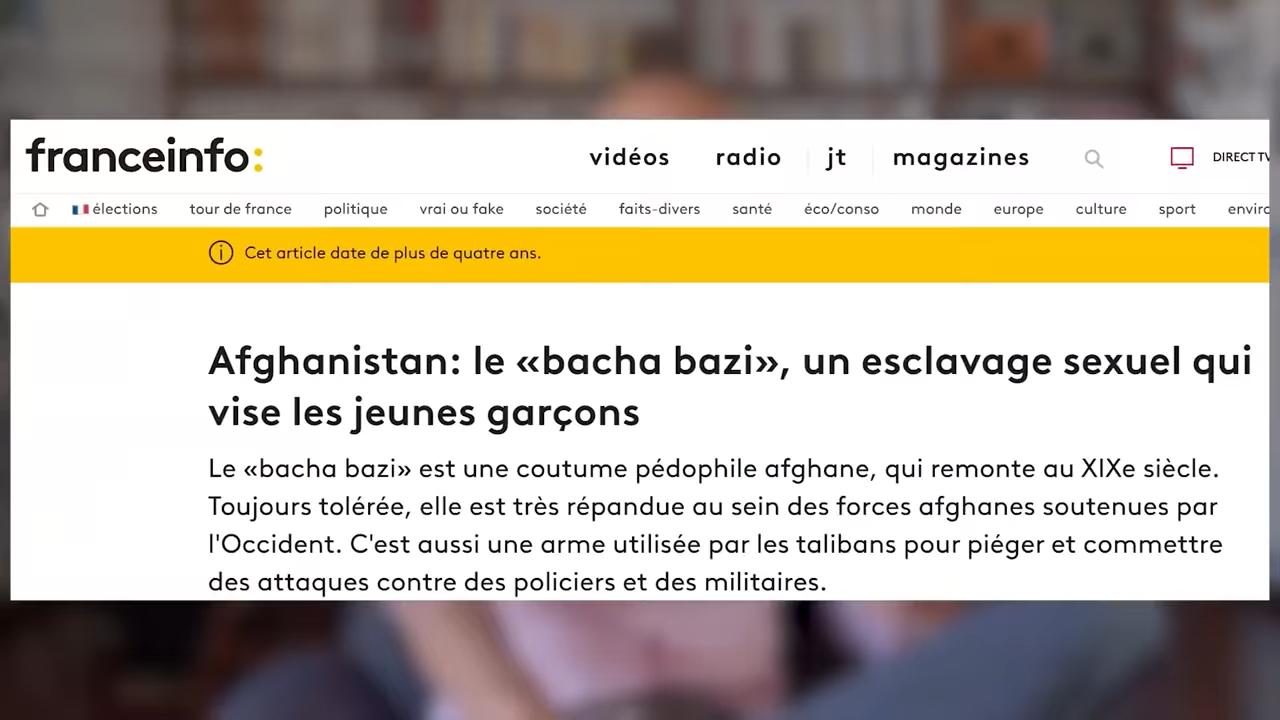 franceinfo:
vidéos radio jt magazines DIRECT TV
élections tour de france politique vrai ou fake société faits-divers santé éco/conso monde europe culture sport enviro
Cet article date de plus de quatre ans.
Afghanistan: le «bacha bazi», un esclavage sexuel qui
vise les jeunes garçons
Le «bacha bazi» est une coutume pédophile afghane, qui remonte au XIXe siècle.
Toujours tolérée, elle est très répandue au sein des forces afghanes soutenues par
l'Occident. C'est aussi une arme utilisée par les talibans pour piéger et commettre
des attaques contre des policiers et des militaires.